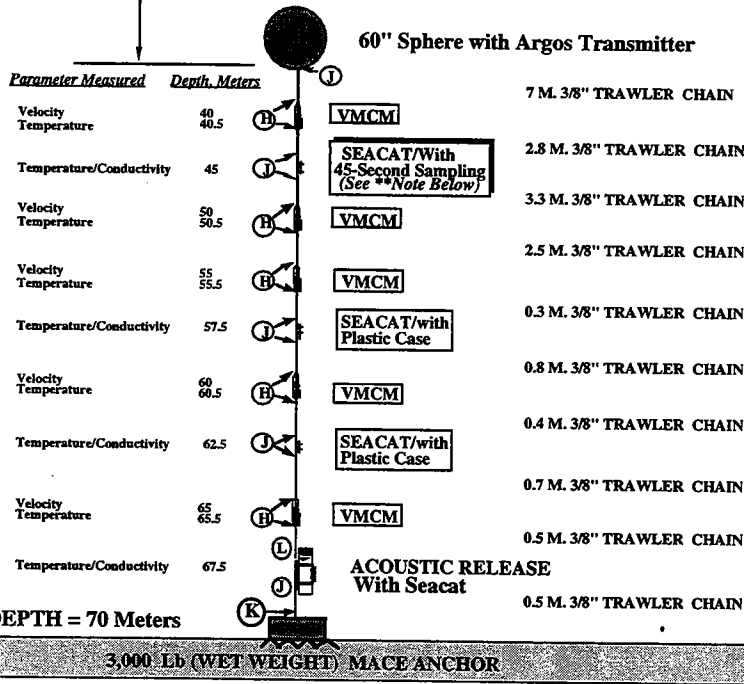 60" Sphere with Argos Transmitter
J
Parameter Measured Depth, Meters
7 M. 3/8" TRAWLER CHAIN
Velocity 40
Temperature 40.5
H
VMCM
2.8 M. 3/8" TRAWLER CHAIN
Temperature/Conductivity 45
J
SEACAT/With
45-Second Sampling
(See **Note Below)
3.3 M. 3/8" TRAWLER CHAIN
Velocity 50
Temperature 50.5
H
VMCM
2.5 M. 3/8" TRAWLER CHAIN
Velocity 55
Temperature 55.5
H
VMCM
0.3 M. 3/8" TRAWLER CHAIN
Temperature/Conductivity 57.5
J
SEACAT/with
Plastic Case
0.8 M. 3/8" TRAWLER CHAIN
Velocity 60
Temperature 60.5
H
VMCM
0.4 M. 3/8" TRAWLER CHAIN
Temperature/Conductivity 62.5
J
SEACAT/with
Plastic Case
0.7 M. 3/8" TRAWLER CHAIN
Velocity 65
Temperature 65.5
H
VMCM
0.5 M. 3/8" TRAWLER CHAIN
L
Temperature/Conductivity 67.5
J
ACOUSTIC RELEASE
With Seacat
0.5 M. 3/8" TRAWLER CHAIN
K
DEPTH = 70 Meters
3,000 Lb (WET WEIGHT) MACE ANCHOR